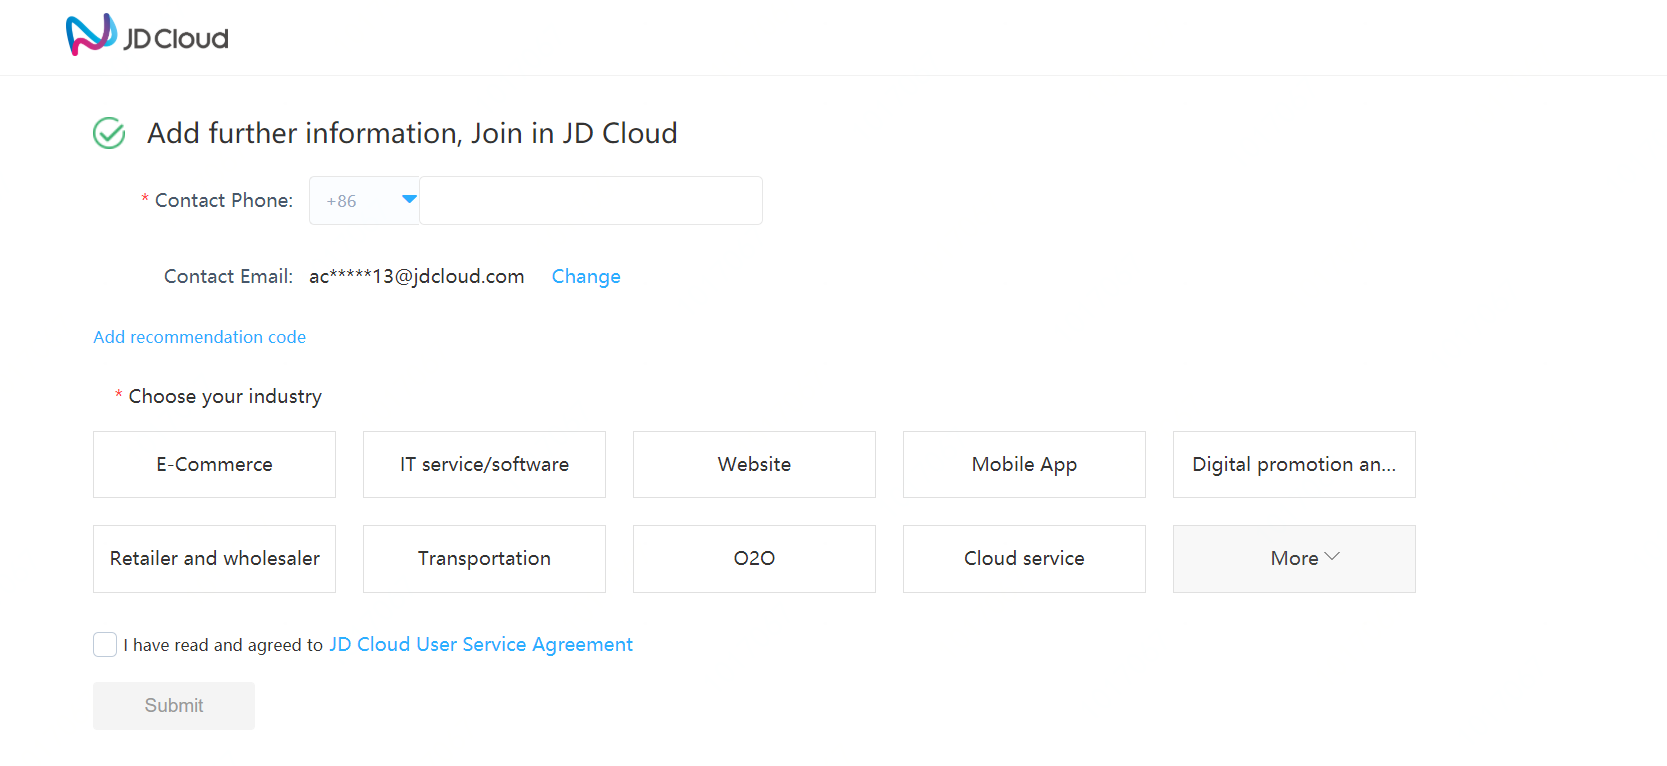 JD Cloud
Add further information, Join in JD Cloud
* Contact Phone: +86
Contact Email: ac*****13@jdcloud.com Change
Add recommendation code
* Choose your industry
E-Commerce IT service/software Website Mobile App Digital promotion an...
Retailer and wholesaler Transportation O2O Cloud service More
I have read and agreed to JD Cloud User Service Agreement
Submit